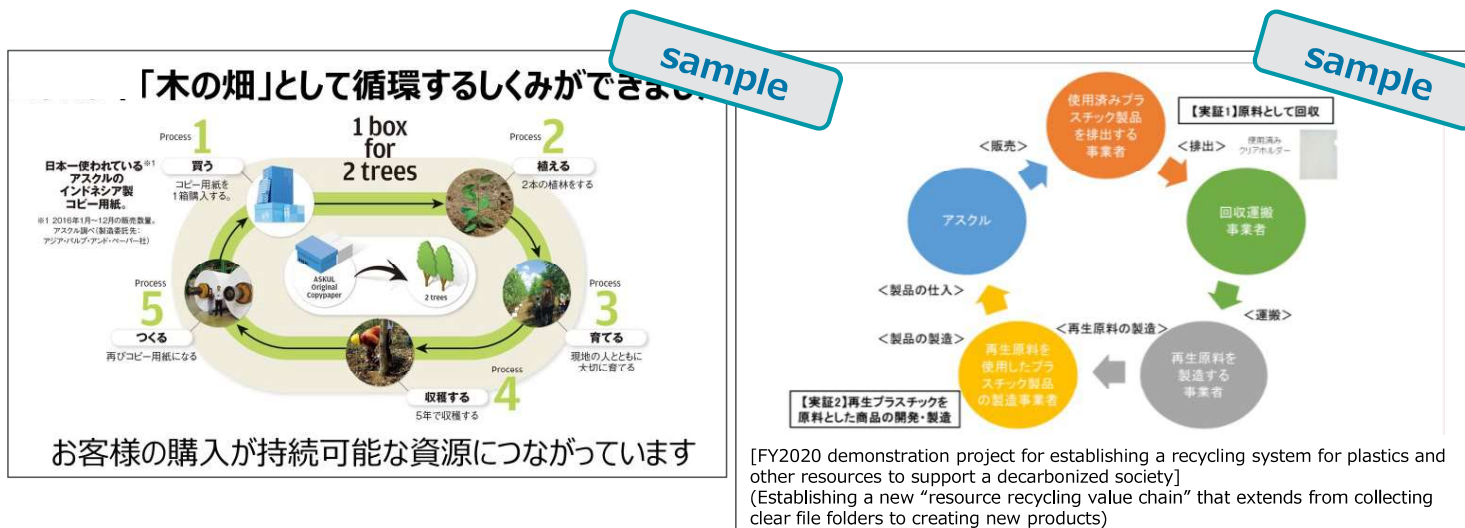 sample
「木の畑」として循環するしくみができまし
Process 1
買う
コピー用紙を
1箱購入する。
1 box
for
2 trees
Process 2
植える
2本の植林をする
日本一使われている※1
アスクルの
インドネシア製
コピー用紙。
※1 2016年1月〜12月の販売数量。
アスクル調べ(製造委託先:
アジア・パルプ・アンド・ペーパー社)
ASKUL
Original
Copypaper
2 trees
Process 3
育てる
現地の人とともに
大切に育てる
Process 4
収穫する
5年で収穫する
Process 5
つくる
再びコピー用紙になる
お客様の購入が持続可能な資源につながっています
sample
使用済みプラ
スチック製品
を排出する
事業者
【実証1】原料として回収
<販売>
<排出>
使用済み
クリアホルダー
アスクル
回収運搬
事業者
<製品の仕入>
<運搬>
<製品の製造>
<再生原料の製造>
再生原料を
使用したプラ
スチック製品
の製造事業者
再生原料を
製造する
事業者
【実証2】再生プラスチックを
原料とした商品の開発・製造
[FY2020 demonstration project for establishing a recycling system for plastics and
other resources to support a decarbonized society]
(Establishing a new “resource recycling value chain” that extends from collecting
clear file folders to creating new products)